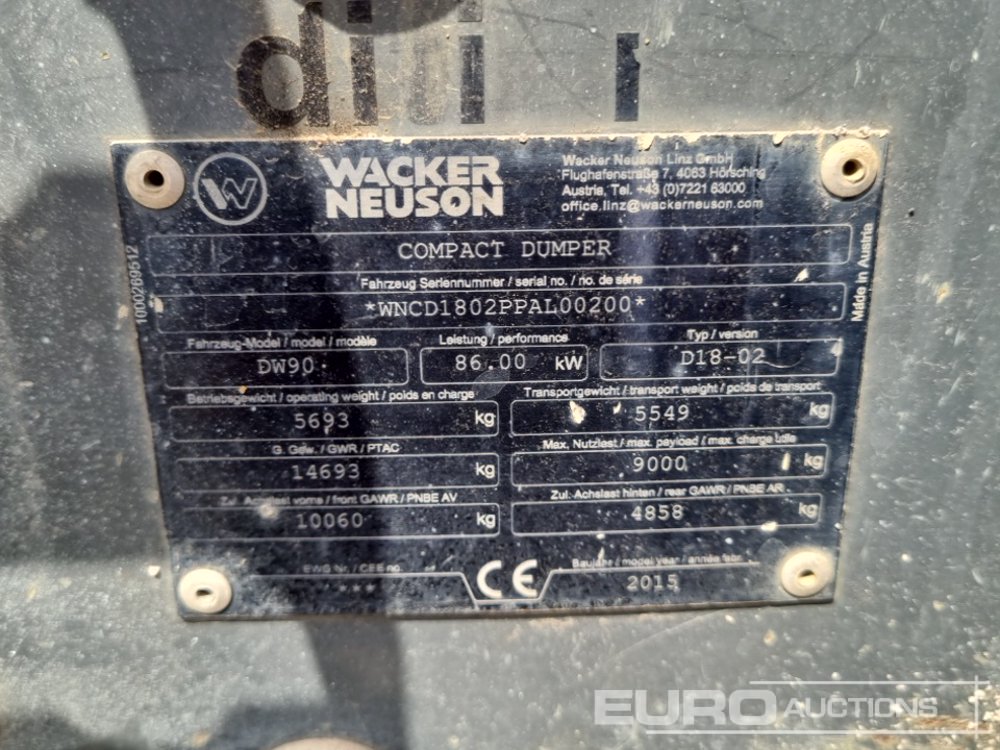 WACKER
NEUSON
Wacker Neuson Linz GmbH
Flughafenstraße 7, 4063 Hörsching
Austria, Tel. +43 (0)7221 63000
office.linz@wackerneuson.com
COMPACT DUMPER
Fahrzeug Seriennummer / serial no. / no. de série
*WNCD1802PPAL00200*
Fahrzeug-Model / model / modèle
DW90
Leistung / performance
86.00 kW
Typ / version
D18-02
Betriebsgewicht / operating weight / poids en charge
5693 kg
Transportgewicht / transport weight / poids de transport
5549 kg
G. Gew. / GWR / PTAC
14693 kg
Max. Nutzlast / max. payload / max. charge utile
9000 kg
Zul. Achslast vorne / front GAWR / PNBE AV
10060 kg
Zul. Achslast hinten / rear GAWR / PNBE AR
4858 kg
EWG Nr. / CEE no.
****
CE
Baujahr / model year / année fabr.
2015
1000269612
Made in Austria
EURO AUCTIONS